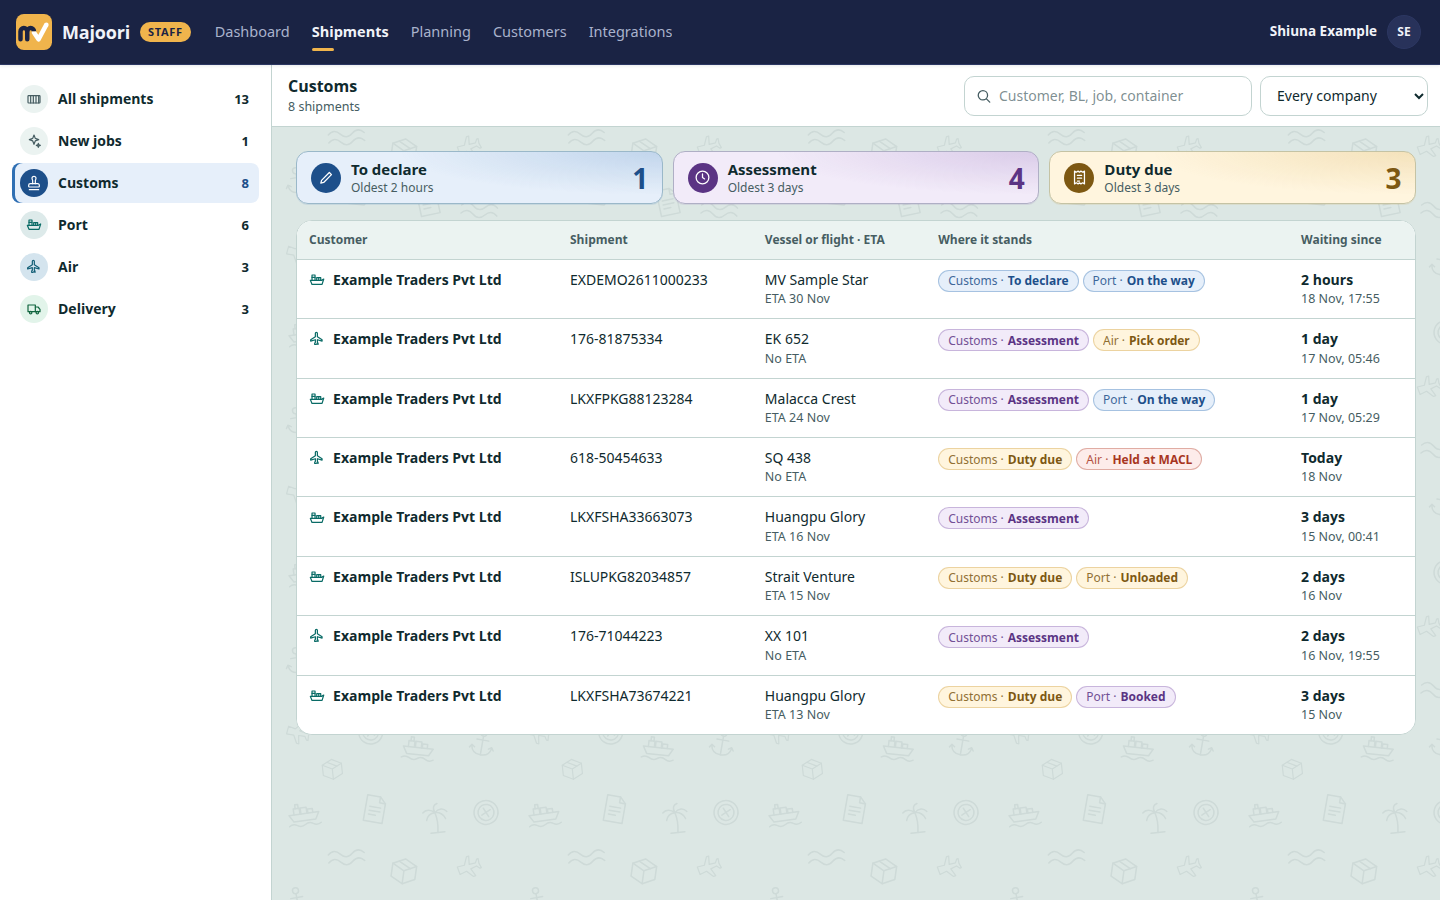 Majoori STAFF Dashboard Shipments Planning Customers Integrations Shiuna Example SE
All shipments 13
New jobs 1
Customs 8
Port 6
Air 3
Delivery 3
Customs
8 shipments
Customer, BL, job, container
Every company
To declare
Oldest 2 hours
1
Assessment
Oldest 3 days
4
Duty due
Oldest 3 days
3
Customer Shipment Vessel or flight · ETA Where it stands Waiting since
Example Traders Pvt Ltd EXDEMO2611000233 MV Sample Star Customs · To declare Port · On the way 2 hours
ETA 30 Nov 18 Nov, 17:55
Example Traders Pvt Ltd 176-81875334 EK 652 Customs · Assessment Air · Pick order 1 day
No ETA 17 Nov, 05:46
Example Traders Pvt Ltd LKXFPKG88123284 Malacca Crest Customs · Assessment Port · On the way 1 day
ETA 24 Nov 17 Nov, 05:29
Example Traders Pvt Ltd 618-50454633 SQ 438 Customs · Duty due Air · Held at MACL Today
No ETA 18 Nov
Example Traders Pvt Ltd LKXFSHA33663073 Huangpu Glory Customs · Assessment 3 days
ETA 16 Nov 15 Nov, 00:41
Example Traders Pvt Ltd ISLUPKG82034857 Strait Venture Customs · Duty due Port · Unloaded 2 days
ETA 15 Nov 16 Nov
Example Traders Pvt Ltd 176-71044223 XX 101 Customs · Assessment 2 days
No ETA 16 Nov, 19:55
Example Traders Pvt Ltd LKXFSHA73674221 Huangpu Glory Customs · Duty due Port · Booked 3 days
ETA 13 Nov 15 Nov